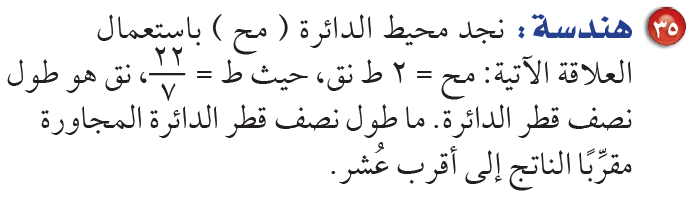 ٣٥ هندسة: نجد محيط الدائرة ( مح ) باستعمال
العلاقة الآتية: مح = ٢ ط نق، حيث ط = ٢٢/٧، نق هو طول
نصف قطر الدائرة. ما طول نصف قطر الدائرة المجاورة
مقرِّبًا الناتج إلى أقرب عُشر.